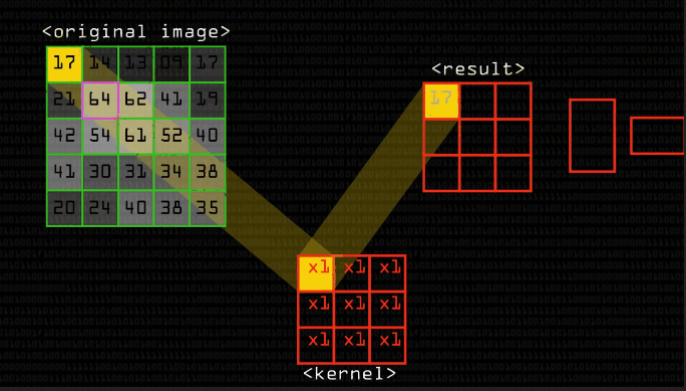 <original image>
17 14 13 09 17
21 64 62 41 19
42 54 61 52 40
41 30 31 34 38
20 24 40 38 35
<result>
17
x1 x1 x1
x1 x1 x1
x1 x1 x1
<kernel>